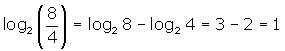 log₂(8/4) = log₂ 8 − log₂ 4 = 3 − 2 = 1